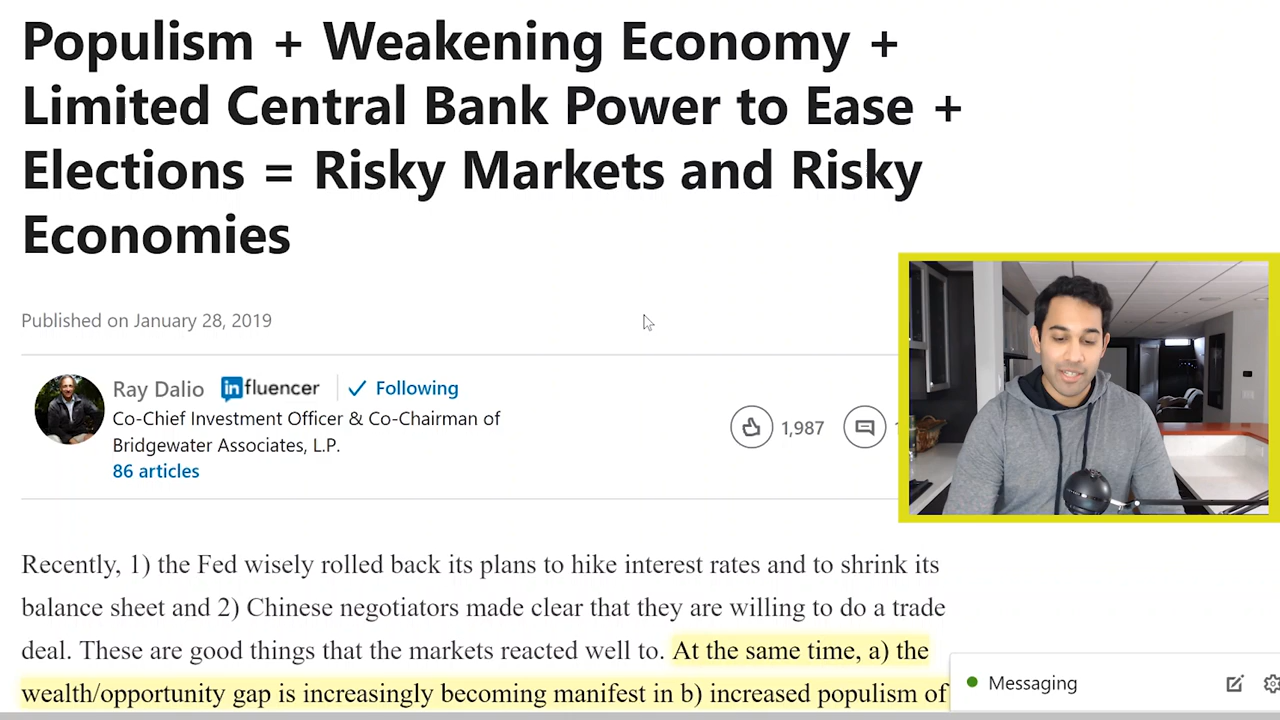 Populism + Weakening Economy +
Limited Central Bank Power to Ease +
Elections = Risky Markets and Risky
Economies
Published on January 28, 2019
Ray Dalio influencer Following
Co-Chief Investment Officer & Co-Chairman of
Bridgewater Associates, L.P.
86 articles
1,987
Recently, 1) the Fed wisely rolled back its plans to hike interest rates and to shrink its
balance sheet and 2) Chinese negotiators made clear that they are willing to do a trade
deal. These are good things that the markets reacted well to. At the same time, a) the
wealth/opportunity gap is increasingly becoming manifest in b) increased populism of
Messaging